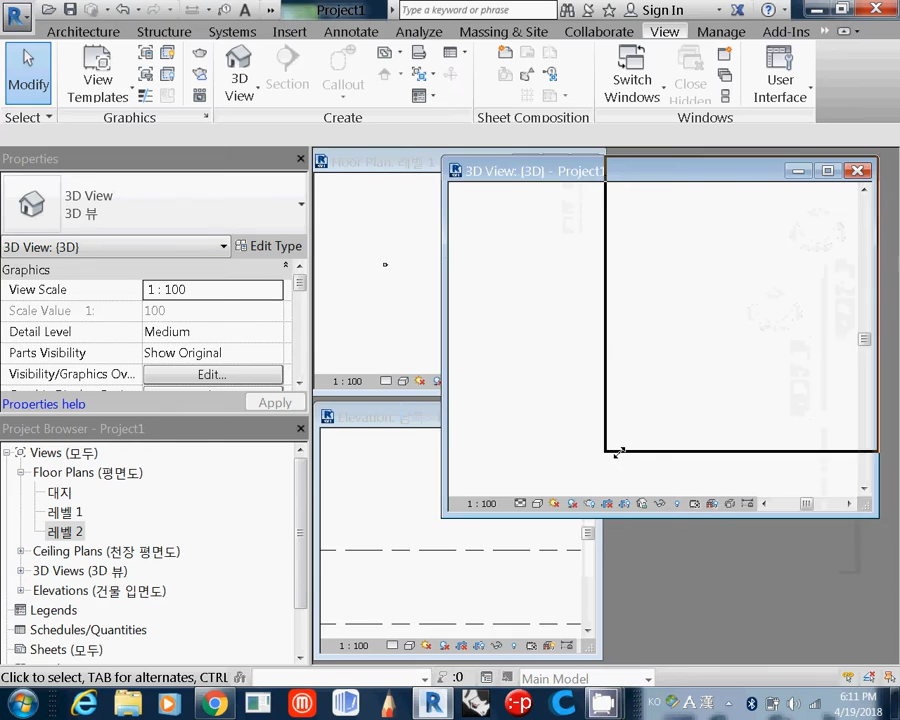 Project1
Type a keyword or phrase
Sign In
Architecture Structure Systems Insert Annotate Analyze Massing & Site Collaborate View Manage Add-Ins
Modify
View
Templates
3D
View
Section
Callout
Switch
Windows
Close
Hidden
User
Interface
Select
Graphics
Create
Sheet Composition
Windows
Properties
3D View
3D 뷰
3D View: {3D}
Edit Type
Graphics
View Scale
1 : 100
Scale Value 1:
100
Detail Level
Medium
Parts Visibility
Show Original
Visibility/Graphics Ov...
Edit...
Properties help
Apply
Project Browser - Project1
Views (모두)
Floor Plans (평면도)
대지
레벨 1
레벨 2
Ceiling Plans (천장 평면도)
3D Views (3D 뷰)
Elevations (건물 입면도)
Legends
Schedules/Quantities
Sheets (모두)
Floor Plan: 레벨 1
1 : 100
3D View: {3D} - Project1
1 : 100
Elevation:
1 : 100
Click to select, TAB for alternates, CTRL
:0
Main Model
KO
A 漢
6:11 PM
4/19/2018